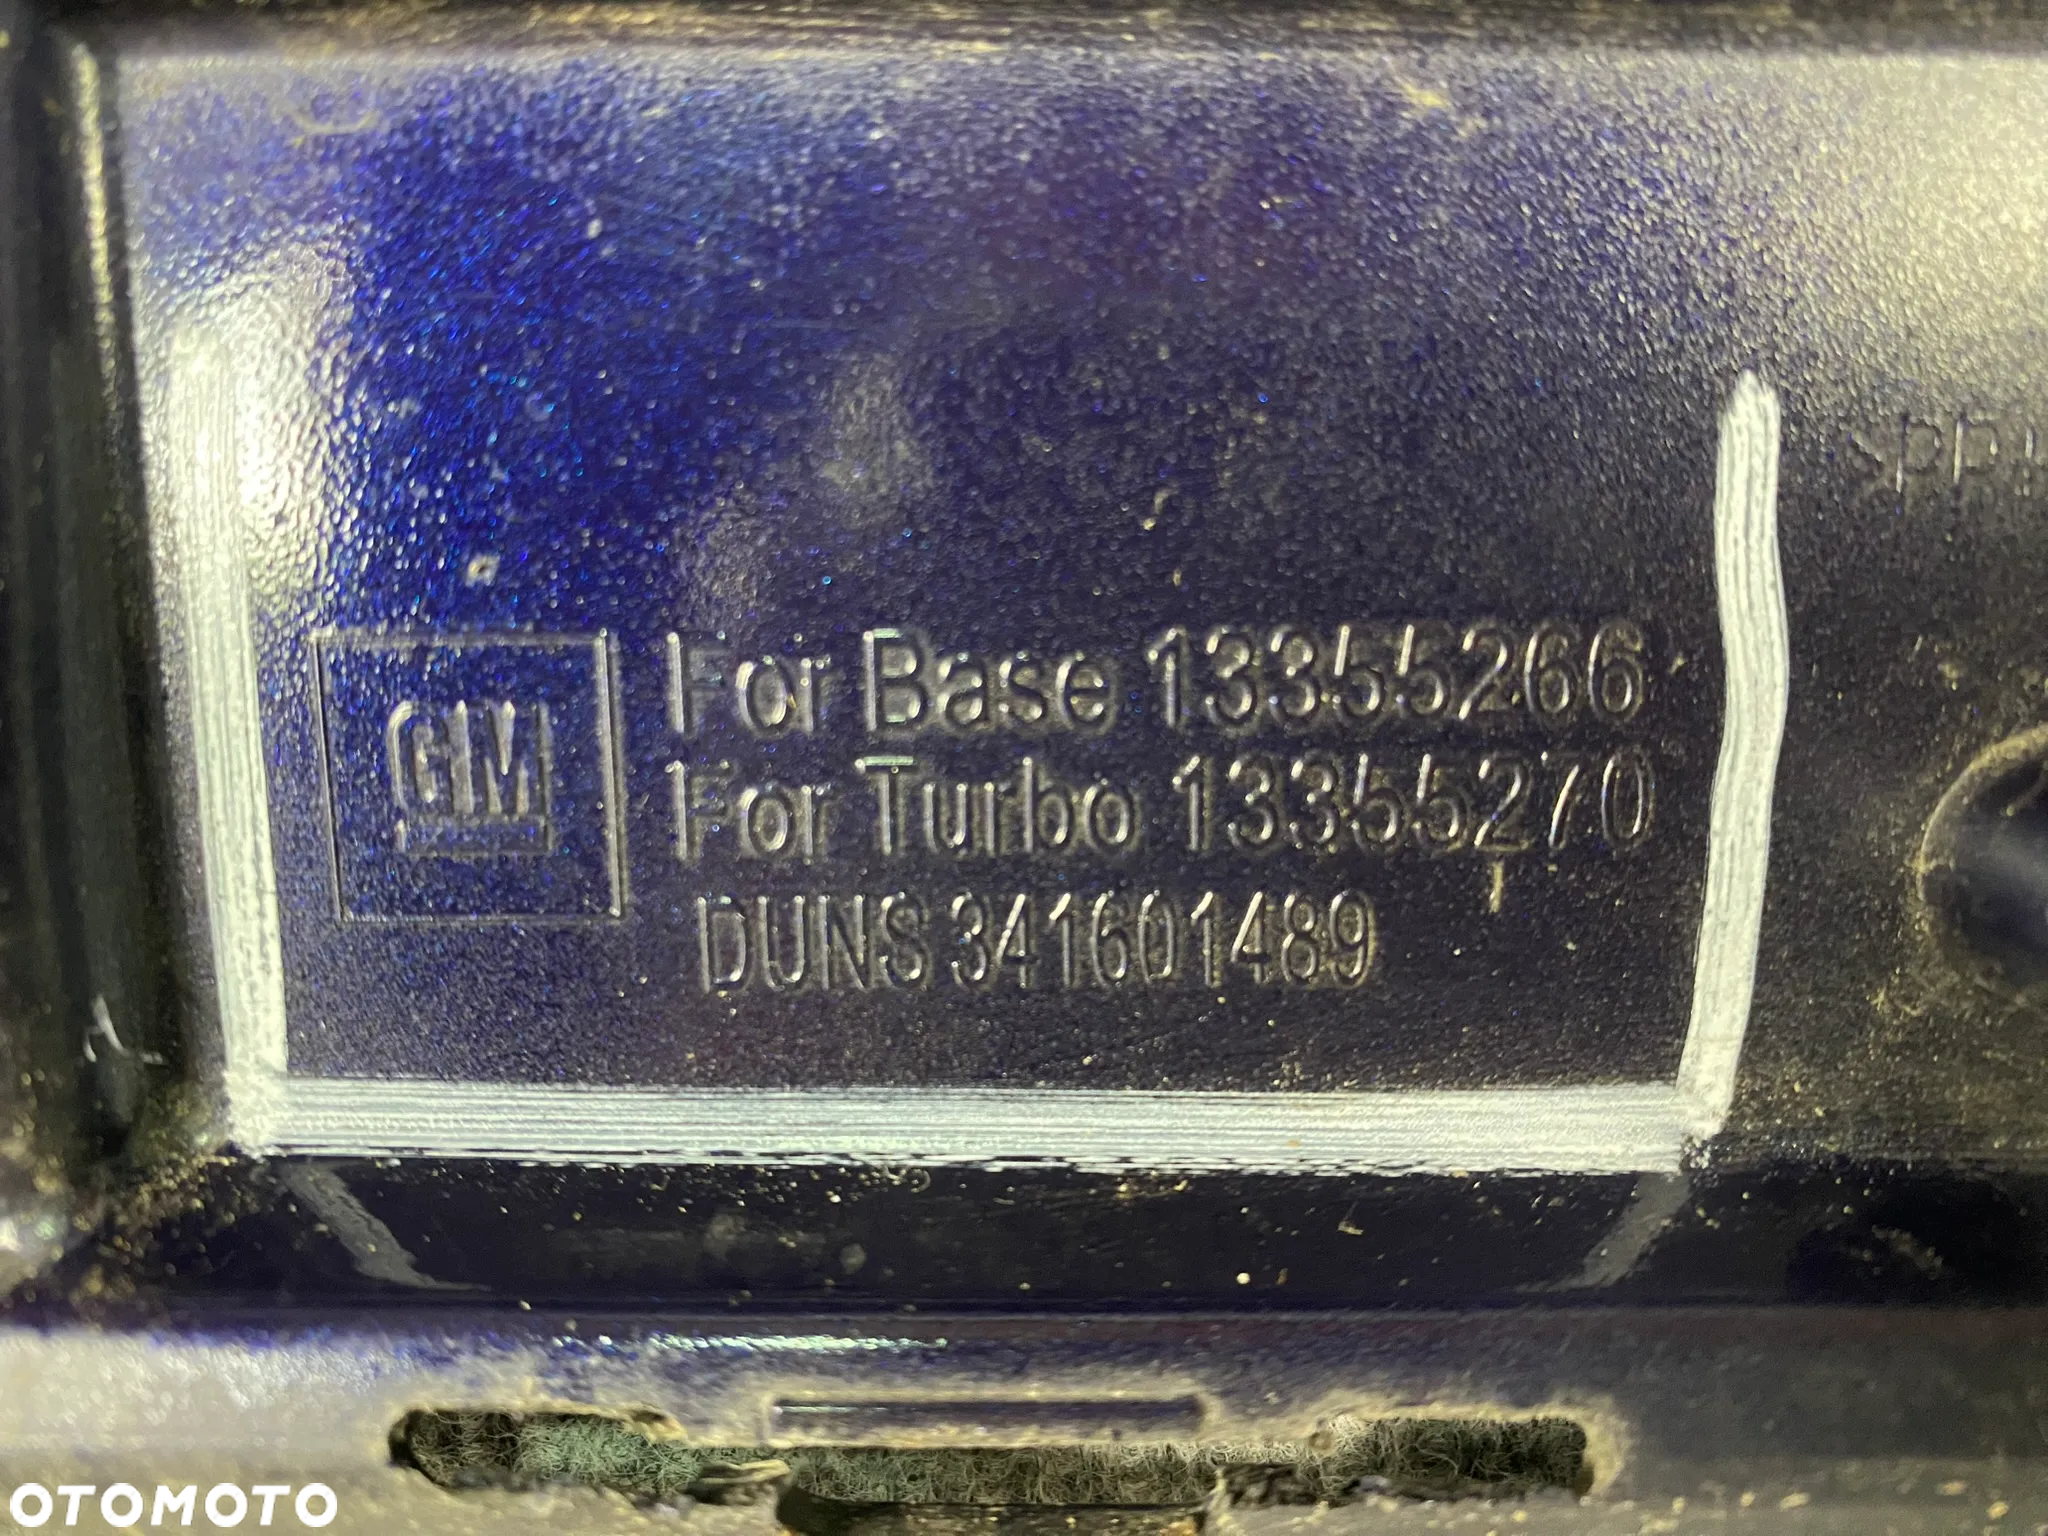 GM
For Base 13355266
For Turbo 13355270
DUNS 341601489
OTOMOTO